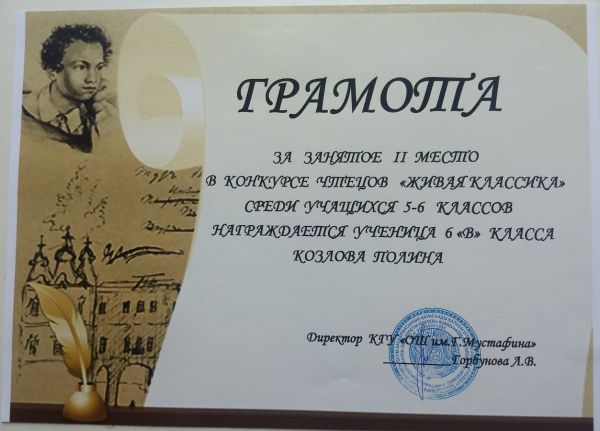 ГРАМОТА
ЗА ЗАНЯТОЕ II МЕСТО
В КОНКУРСЕ ЧТЕЦОВ «ЖИВАЯ КЛАССИКА»
СРЕДИ УЧАЩИХСЯ 5-6 КЛАССОВ
НАГРАЖДАЕТСЯ УЧЕНИЦА 6 «В» КЛАССА
КОЗЛОВА ПОЛИНА
Директор КГУ «ОШ им.Г.Мустафина»
Горбунова Л.В.